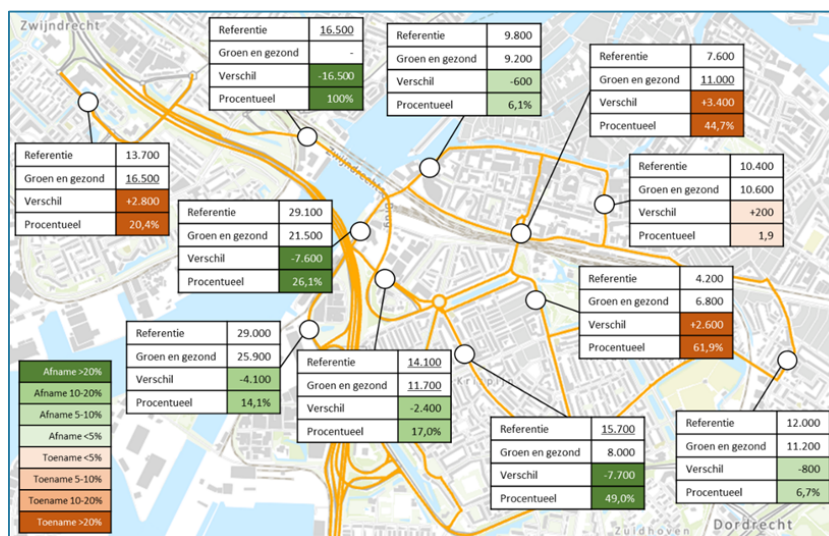 Zwijndrecht
Referentie 16.500
Groen en gezond -
Verschil -16.500
Procentueel 100%
Referentie 9.800
Groen en gezond 9.200
Verschil -600
Procentueel 6,1%
Referentie 7.600
Groen en gezond 11.000
Verschil +3.400
Procentueel 44,7%
Referentie 13.700
Groen en gezond 16.500
Verschil +2.800
Procentueel 20,4%
Referentie 10.400
Groen en gezond 10.600
Verschil +200
Procentueel 1,9
Referentie 29.100
Groen en gezond 21.500
Verschil -7.600
Procentueel 26,1%
Referentie 4.200
Groen en gezond 6.800
Verschil +2.600
Procentueel 61,9%
Referentie 29.000
Groen en gezond 25.900
Verschil -4.100
Procentueel 14,1%
Referentie 14.100
Groen en gezond 11.700
Verschil -2.400
Procentueel 17,0%
Referentie 15.700
Groen en gezond 8.000
Verschil -7.700
Procentueel 49,0%
Referentie 12.000
Groen en gezond 11.200
Verschil -800
Procentueel 6,7%
Afname >20%
Afname 10-20%
Afname 5-10%
Afname <5%
Toename <5%
Toename 5-10%
Toename 10-20%
Toename >20%
Zuidhoven
Dordrecht